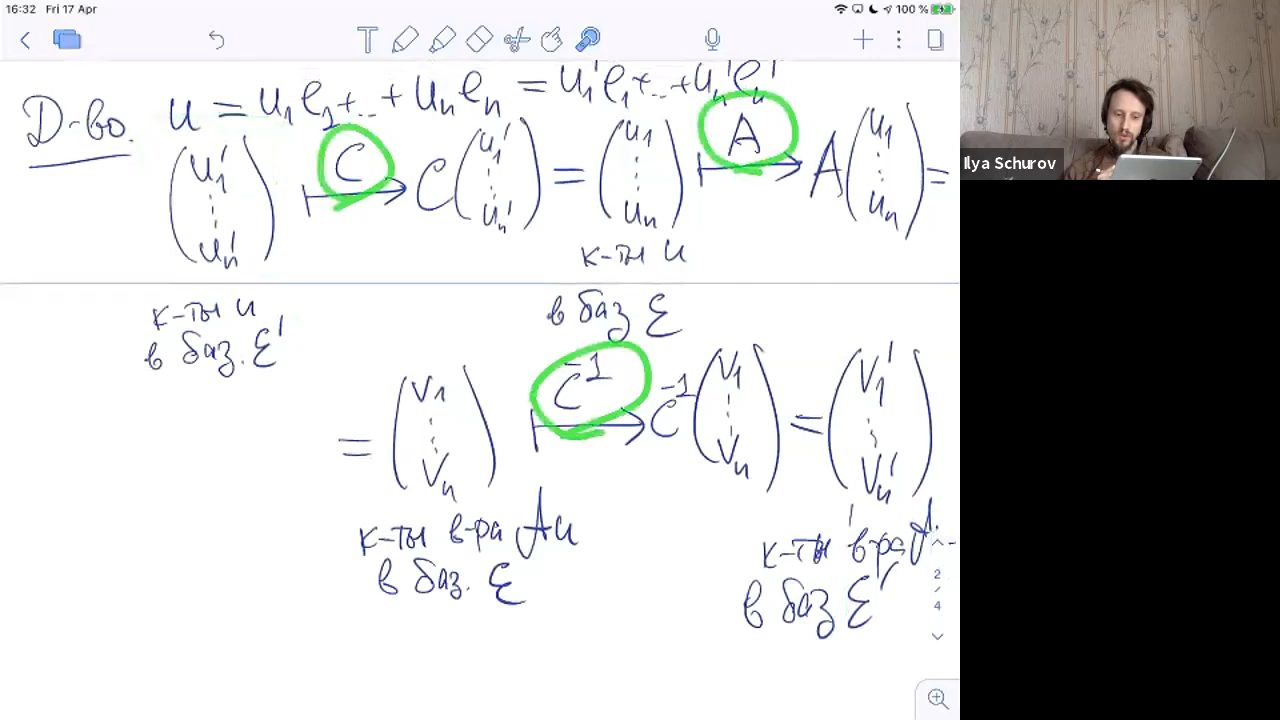 16:32 Fri 17 Apr
100 %
T
Ilya Schurov
Д-во. u = u₁e₁+..+uₙeₙ = u₁'e₁'+..+uₙ'eₙ'
(u₁' ⋮ uₙ') ↦ C C(u₁' ⋮ uₙ') = (u₁ ⋮ uₙ) ↦ A A(u₁ ⋮ uₙ) =
к-ты u
к-ты u
в баз. ℰ'
в баз ℰ
= (v₁ ⋮ vₙ) ↦ C⁻¹ C⁻¹(v₁ ⋮ vₙ) = (v₁' ⋮ vₙ')
к-ты в-ра 𝒜u
в баз. ℰ
к-ты в-ра 𝒜
в баз ℰ'
2
/
4